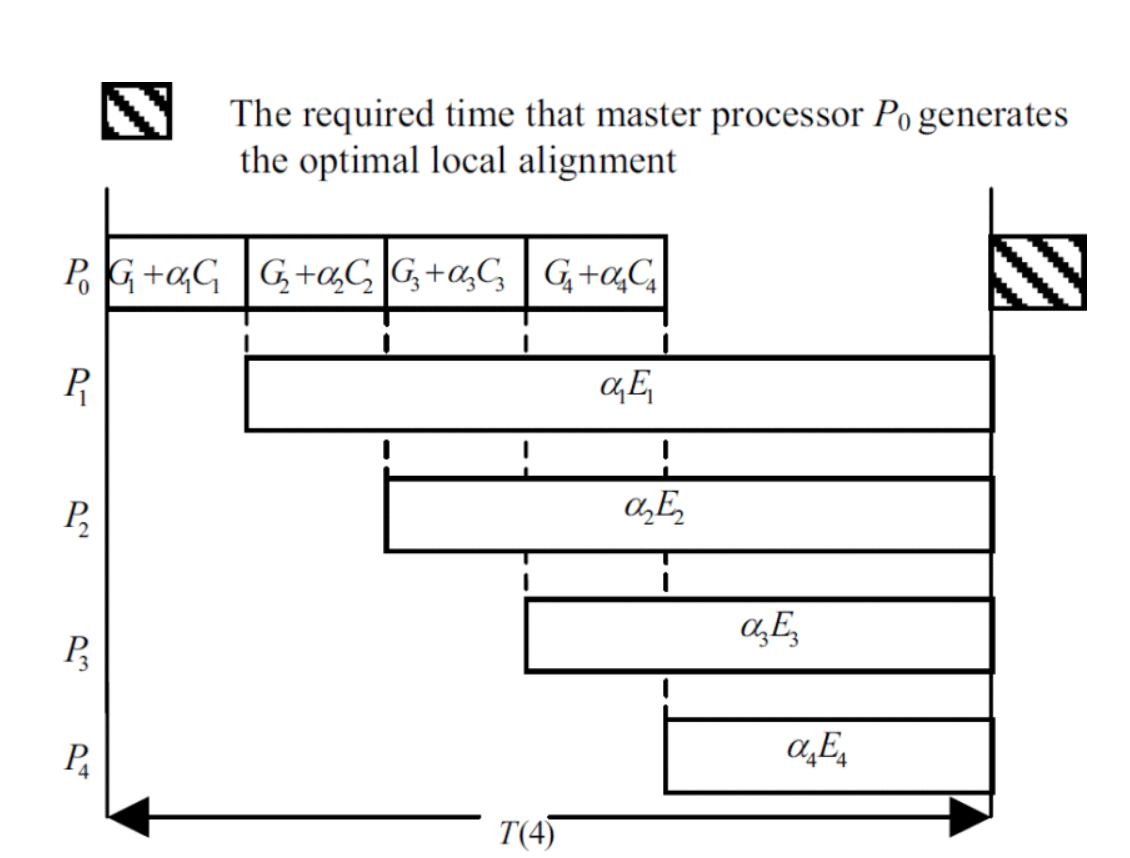 The required time that master processor P₀ generates
the optimal local alignment
P₀ G₁+α₁C₁ G₂+α₂C₂ G₃+α₃C₃ G₄+α₄C₄
P₁ α₁E₁
P₂ α₂E₂
P₃ α₃E₃
P₄ α₄E₄
T(4)